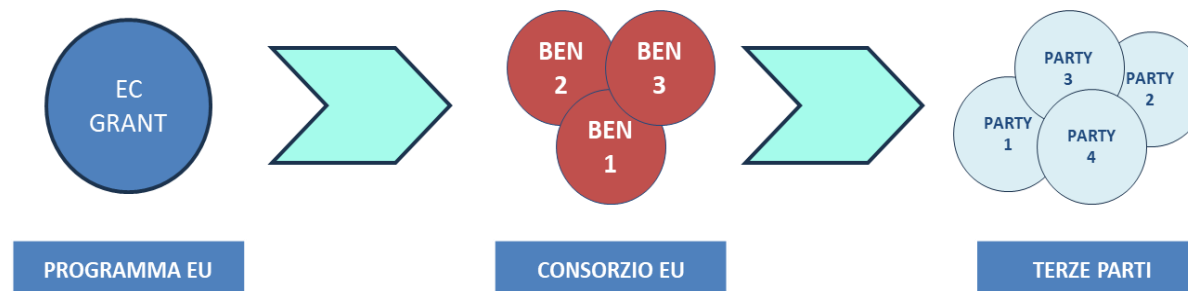 EC
GRANT
BEN
2
BEN
3
BEN
1
PARTY
3
PARTY
2
PARTY
1
PARTY
4
PROGRAMMA EU
CONSORZIO EU
TERZE PARTI